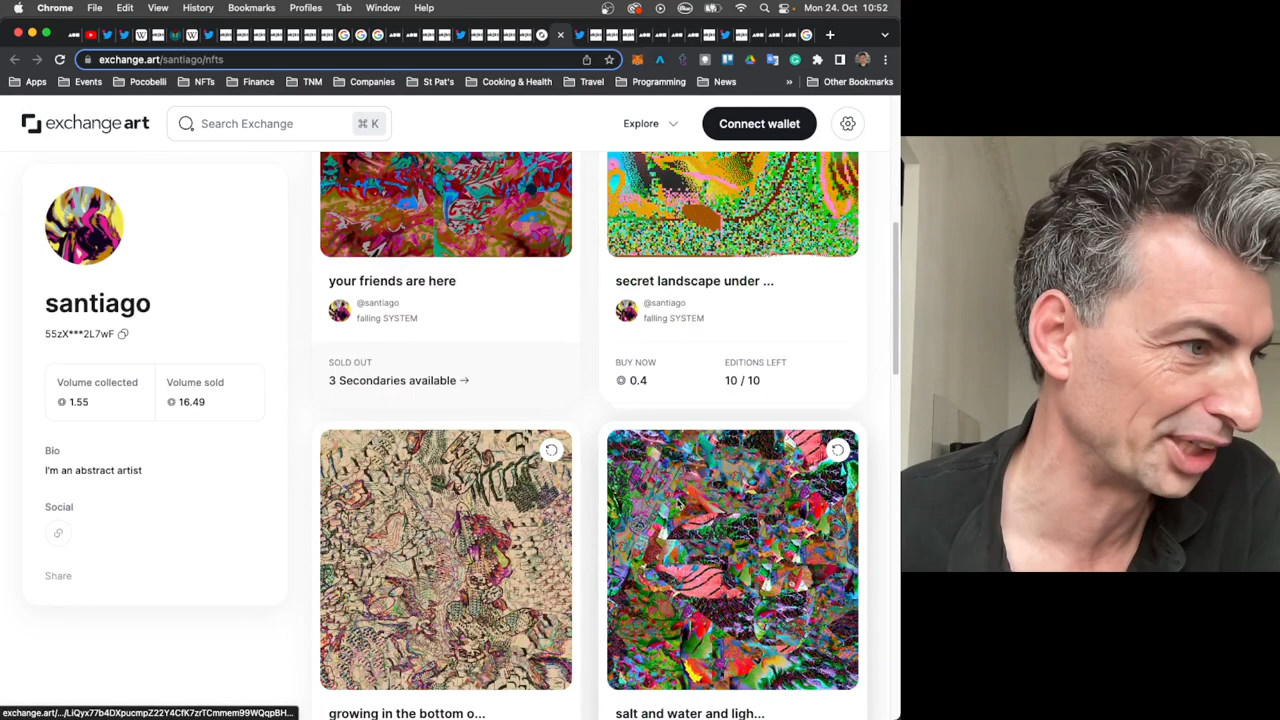 Chrome File Edit View History Bookmarks Profiles Tab Window Help Mon 24. Oct 10:52
exchange.art/santiago/nfts
Apps Events Pocobelli NFTs Finance TNM Companies St Pat's Cooking & Health Travel Programming News » Other Bookmarks
exchange art
Search Exchange
⌘ K
Explore
Connect wallet
santiago
55zX***2L7wF
Volume collected
1.55
Volume sold
16.49
Bio
I'm an abstract artist
Social
Share
your friends are here
@santiago
falling SYSTEM
SOLD OUT
3 Secondaries available →
secret landscape under ...
@santiago
falling SYSTEM
BUY NOW
0.4
EDITIONS LEFT
10 / 10
growing in the bottom o...
salt and water and ligh...
exchange.art/.../LiQyx77b4DXpucmpZ22Y4CfK7zrTCmmem99WQqpBH...